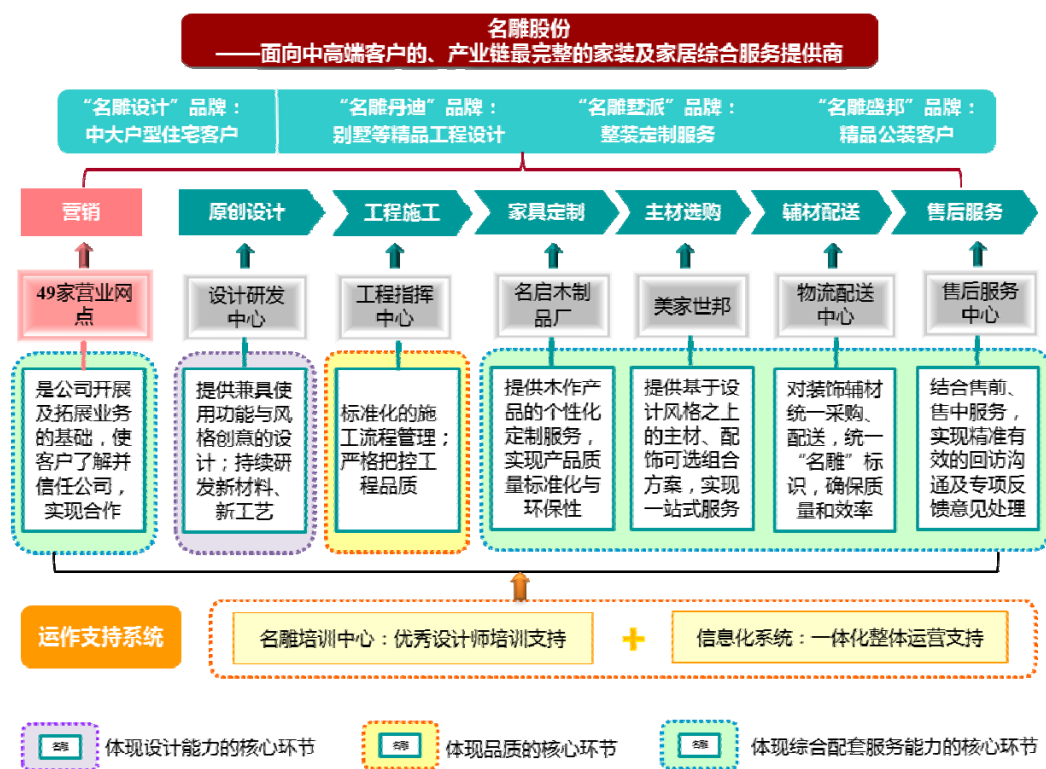 名雕股份
——面向中高端客户的、产业链最完整的家装及家居综合服务提供商
“名雕设计”品牌：
中大户型住宅客户
“名雕丹迪”品牌：
别墅等精品工程设计
“名雕墅派”品牌：
整装定制服务
“名雕盛邦”品牌：
精品公装客户
营销
原创设计
工程施工
家具定制
主材选购
辅材配送
售后服务
49家营业网
点
设计研发
中心
工程指挥
中心
名启木制
品厂
美家世邦
物流配送
中心
售后服务
中心
是公司开展
及拓展业务
的基础，使
客户了解并
信任公司，
实现合作
提供兼具使
用功能与风
格创意的设
计；持续研
发新材料、
新工艺
标准化的施
工流程管理；
严格把控工
程品质
提供木作产
品的个性化
定制服务，
实现产品质
量标准化与
环保性
提供基于设
计风格之上
的主材、配
饰可选组合
方案，实现
一站式服务
对装饰辅材
统一采购、
配送，统一
“名雕”标
识，确保质
量和效率
结合售前、
售中服务，
实现精准有
效的回访沟
通及专项反
馈意见处理
运作支持系统
名雕培训中心：优秀设计师培训支持
+
信息化系统：一体化整体运营支持
名雕
体现设计能力的核心环节
名雕
体现品质的核心环节
名雕
体现综合配套服务能力的核心环节